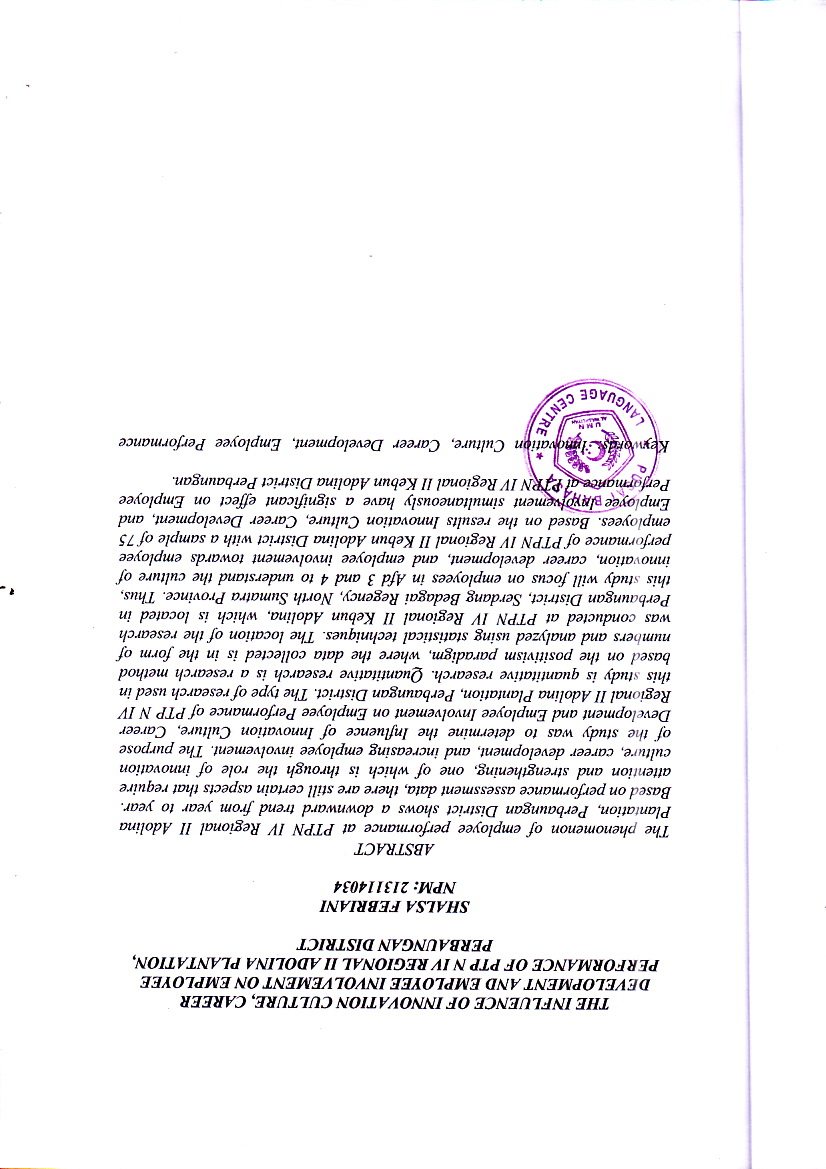 THE INFLUENCE OF INNOVATION CULTURE, CAREER
DEVELOPMENT AND EMPLOYEE INVOLVEMENT ON EMPLOYEE
PERFORMANCE OF PTP N IV REGIONAL II ADOLINA PLANTATION,
PERBAUNGAN DISTRICT
SHALSA FEBRIANI
NPM: 213114034
ABSTRACT
The phenomenon of employee performance at PTPN IV Regional II Adolina
Plantation, Perbaungan District shows a downward trend from year to year.
Based on performance assessment data, there are still certain aspects that require
attention and strengthening, one of which is through the role of innovation
culture, career development, and increasing employee involvement. The purpose
of the study was to determine the Influence of Innovation Culture, Career
Development and Employee Involvement on Employee Performance of PTP N IV
Regional II Adolina Plantation, Perbaungan District. The type of research used in
this study is quantitative research. Quantitative research is a research method
based on the positivism paradigm, where the data collected is in the form of
numbers and analyzed using statistical techniques. The location of the research
was conducted at PTPN IV Regional II Kebun Adolina, which is located in
Perbaungan District, Serdang Bedagai Regency, North Sumatra Province. Thus,
this study will focus on employees in Afd 3 and 4 to understand the culture of
innovation, career development, and employee involvement towards employee
performance of PTPN IV Regional II Kebun Adolina District with a sample of 75
employees. Based on the results Innovation Culture, Career Development, and
Employee Involvement simultaneously have a significant effect on Employee
Performance at PTPN IV Regional II Kebun Adolina District Perbaungan.
Keywords: Innovation Culture, Career Development, Employee Performance
PUSAT BAHASA
UMN
AL WASHLIYAH
LANGUAGE CENTRE